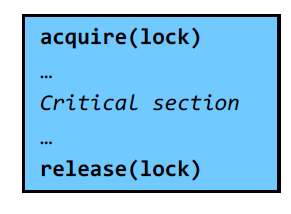 acquire(lock)
…
Critical section
…
release(lock)